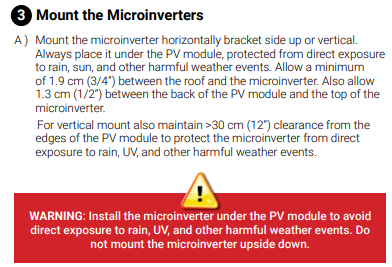 3 Mount the Microinverters
A ) Mount the microinverter horizontally bracket side up or vertical.
Always place it under the PV module, protected from direct exposure
to rain, sun, and other harmful weather events. Allow a minimum
of 1.9 cm (3/4”) between the roof and the microinverter. Also allow
1.3 cm (1/2”) between the back of the PV module and the top of the
microinverter.
For vertical mount also maintain >30 cm (12”) clearance from the
edges of the PV module to protect the microinverter from direct
exposure to rain, UV, and other harmful weather events.
!
WARNING: Install the microinverter under the PV module to avoid
direct exposure to rain, UV, and other harmful weather events. Do
not mount the microinverter upside down.